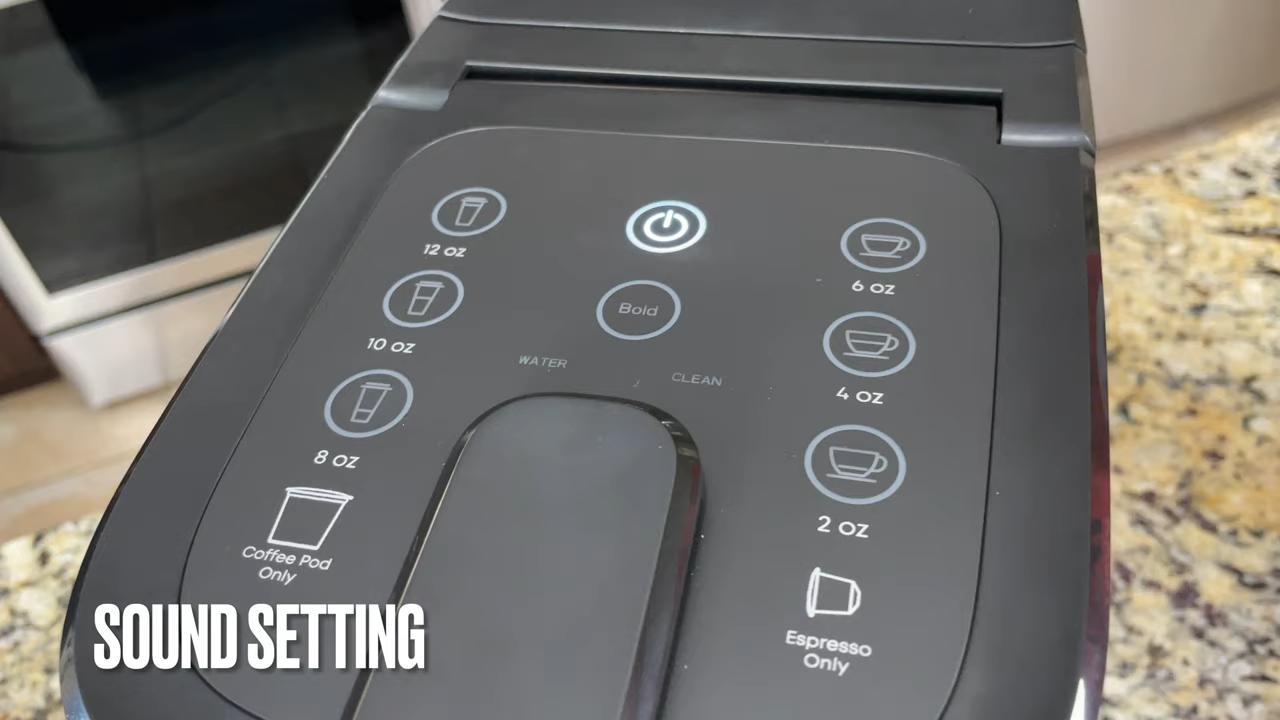 12 OZ
10 OZ
8 OZ
Coffee Pod
Only
Bold
WATER
CLEAN
6 OZ
4 OZ
2 OZ
Espresso
Only
SOUND SETTING